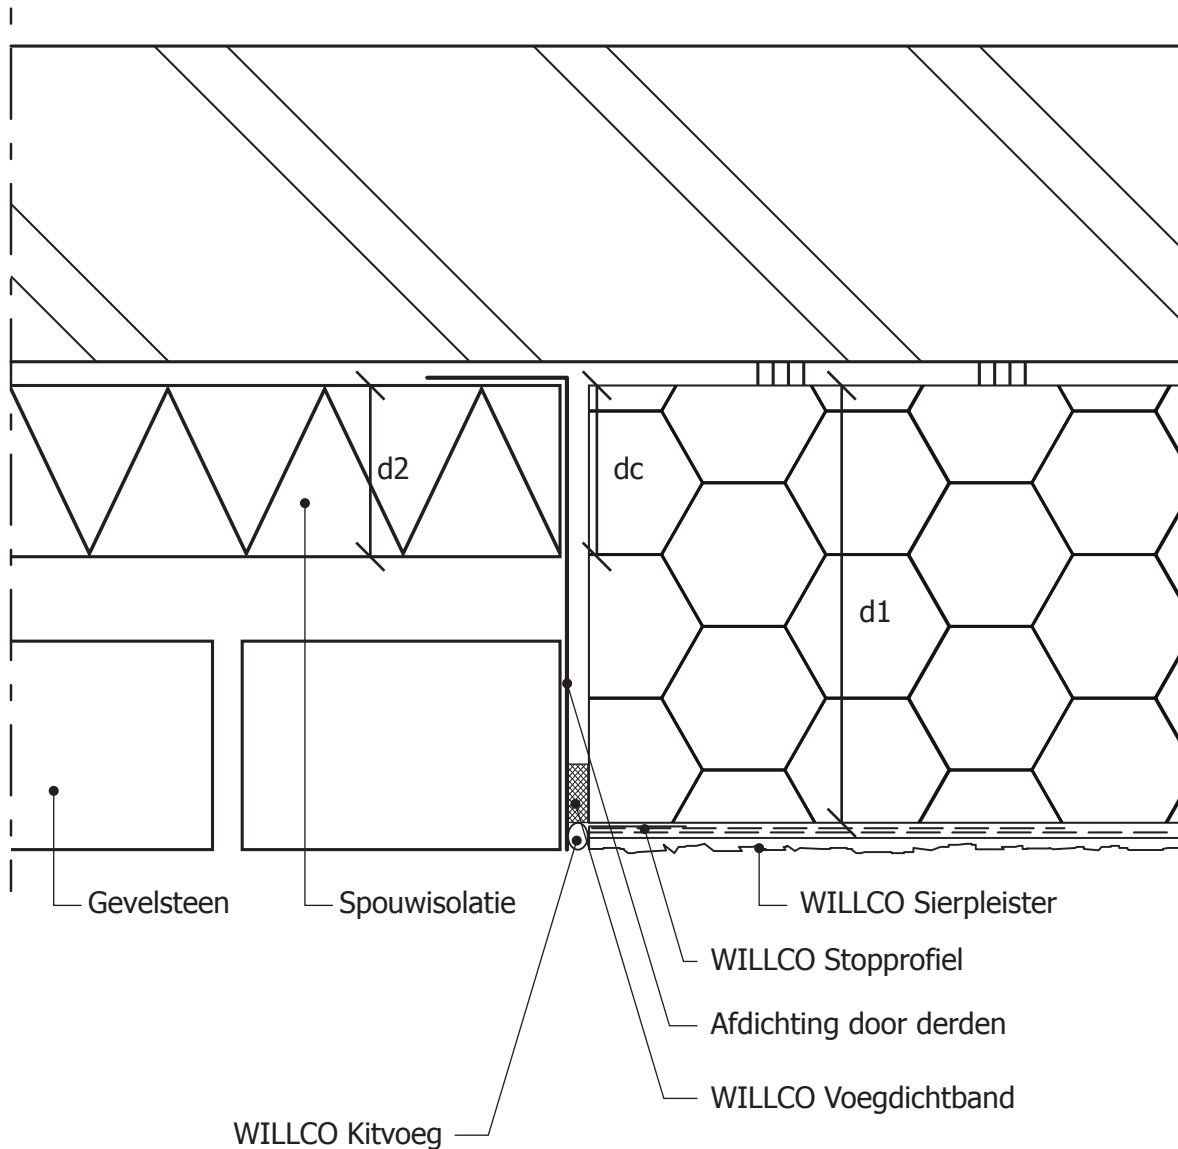 d2
dc
d1
Gevelsteen
Spouwisolatie
WILLCO Sierpleister
WILLCO Stopprofiel
Afdichting door derden
WILLCO Voegdichtband
WILLCO Kitvoeg